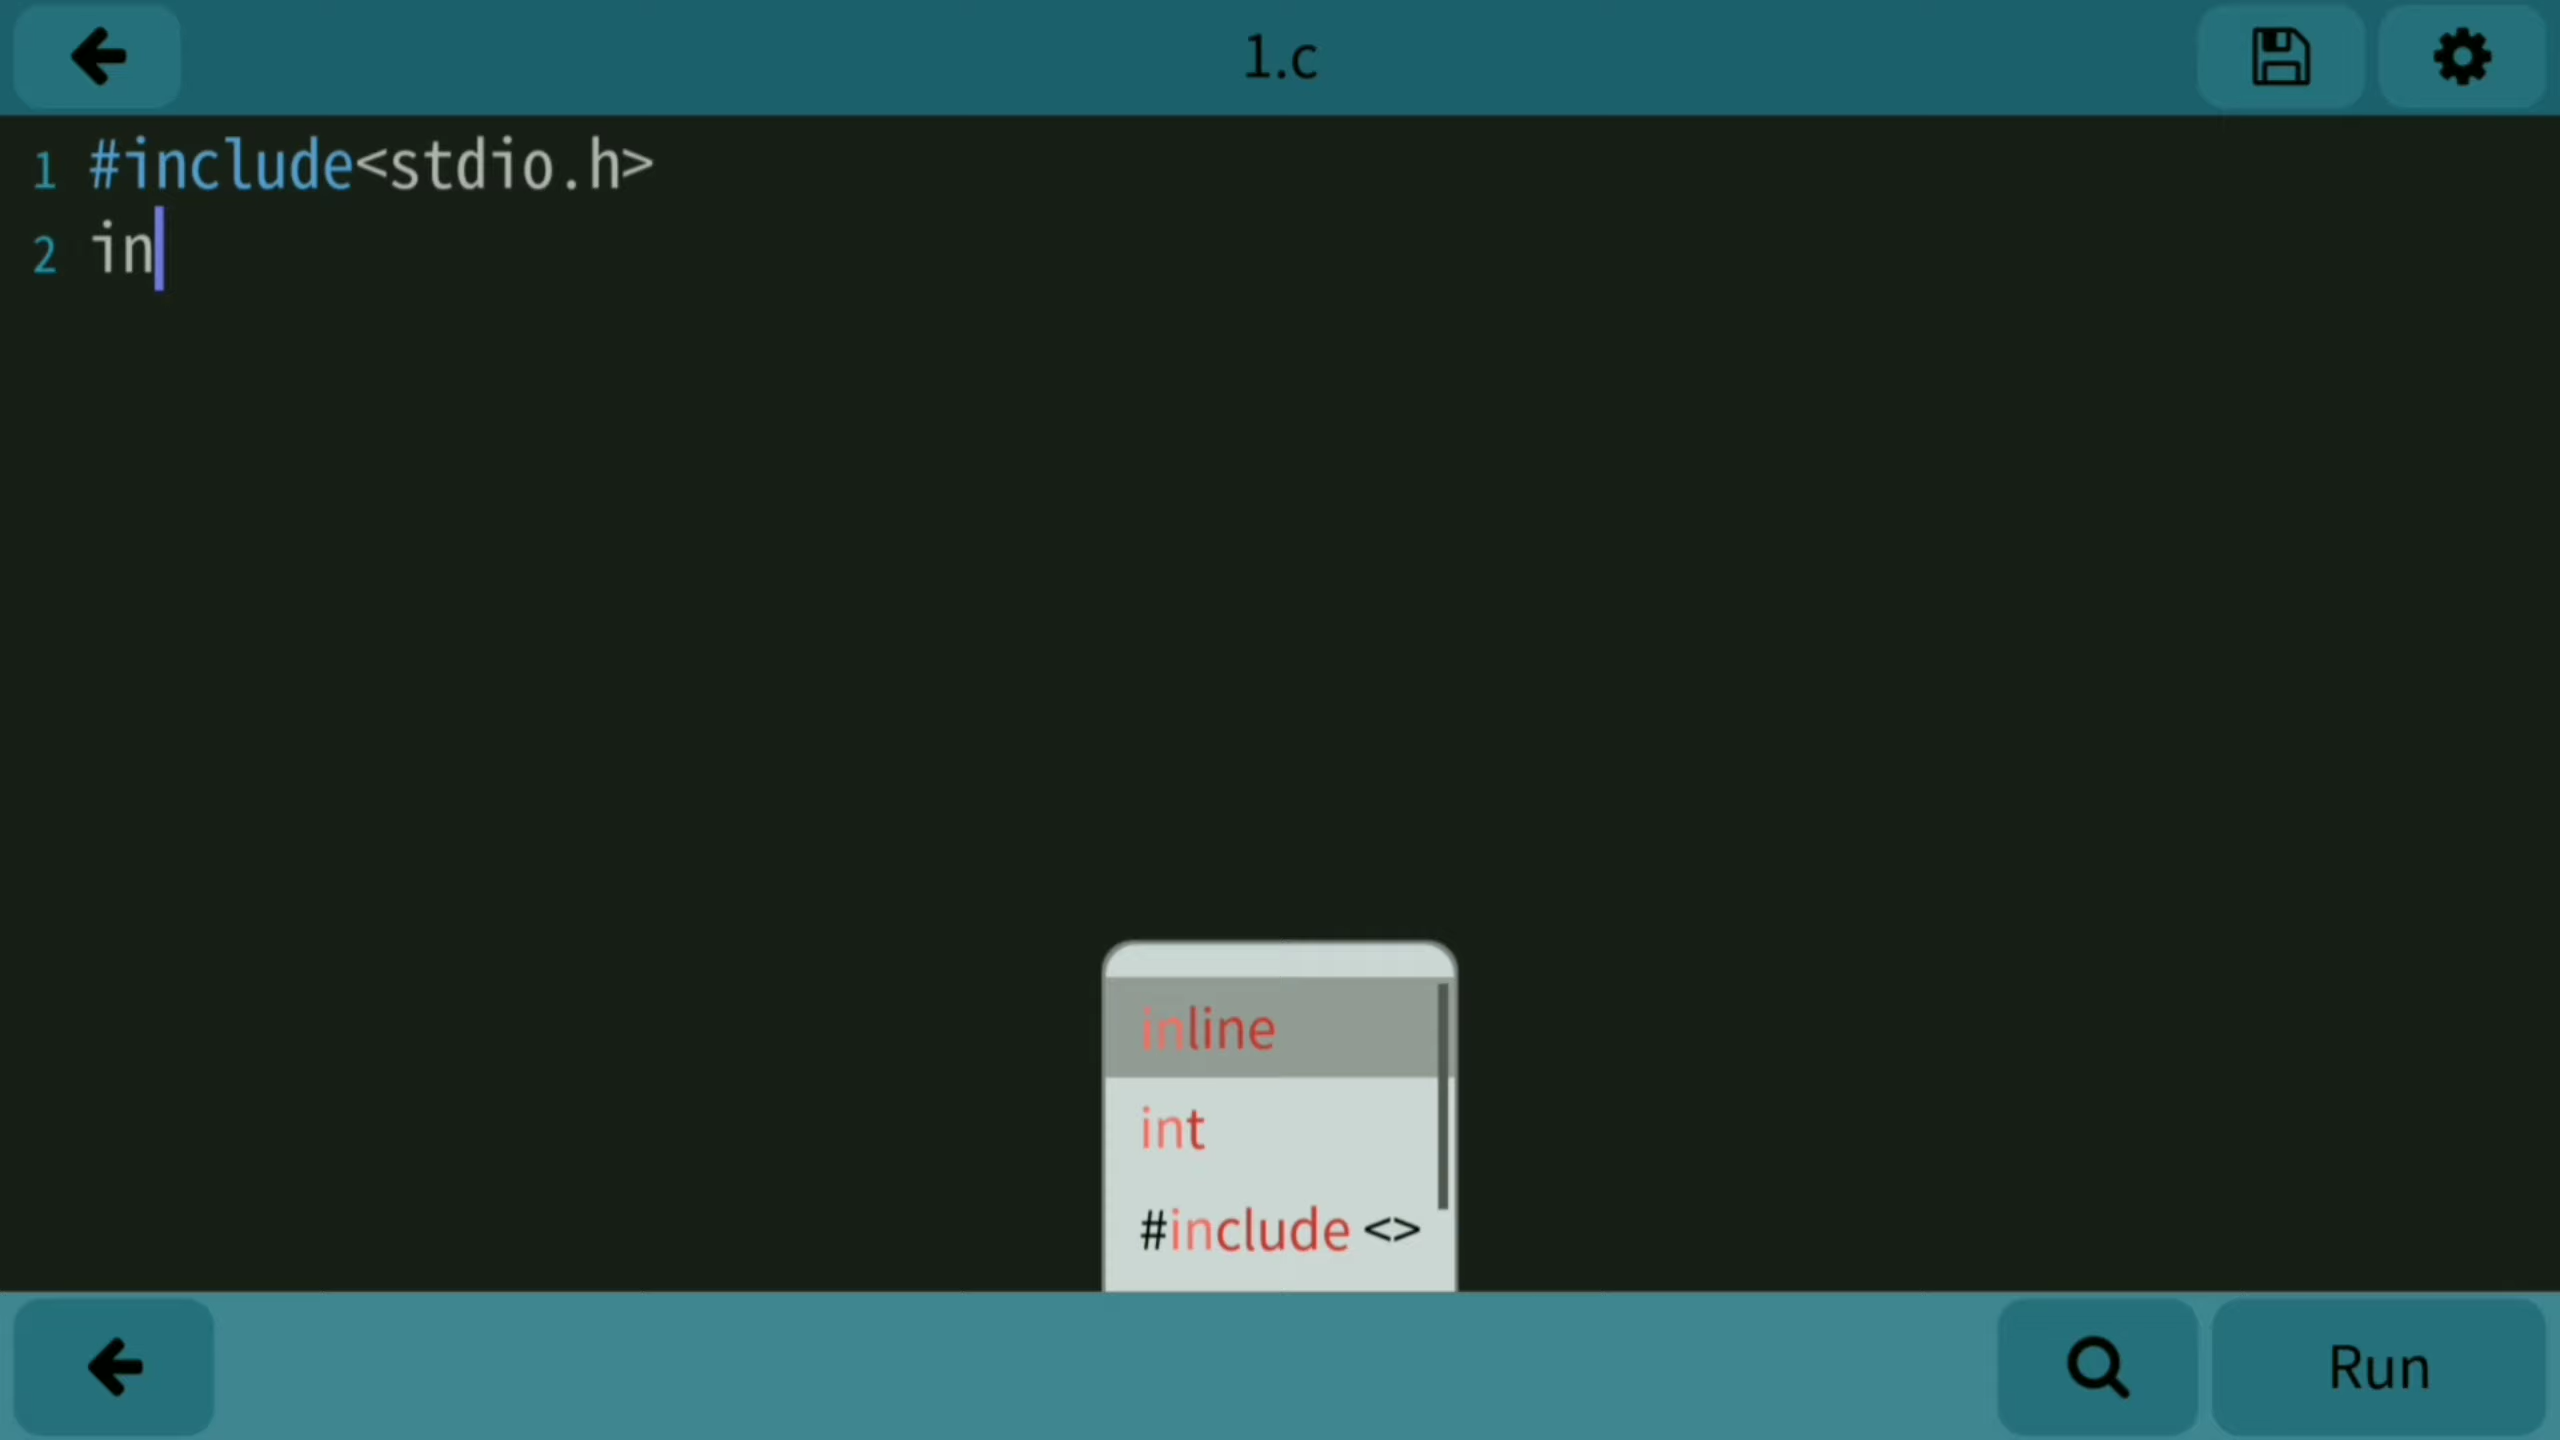 1.c
1 #include<stdio.h>
2 in
inline
int
#include <>
Run